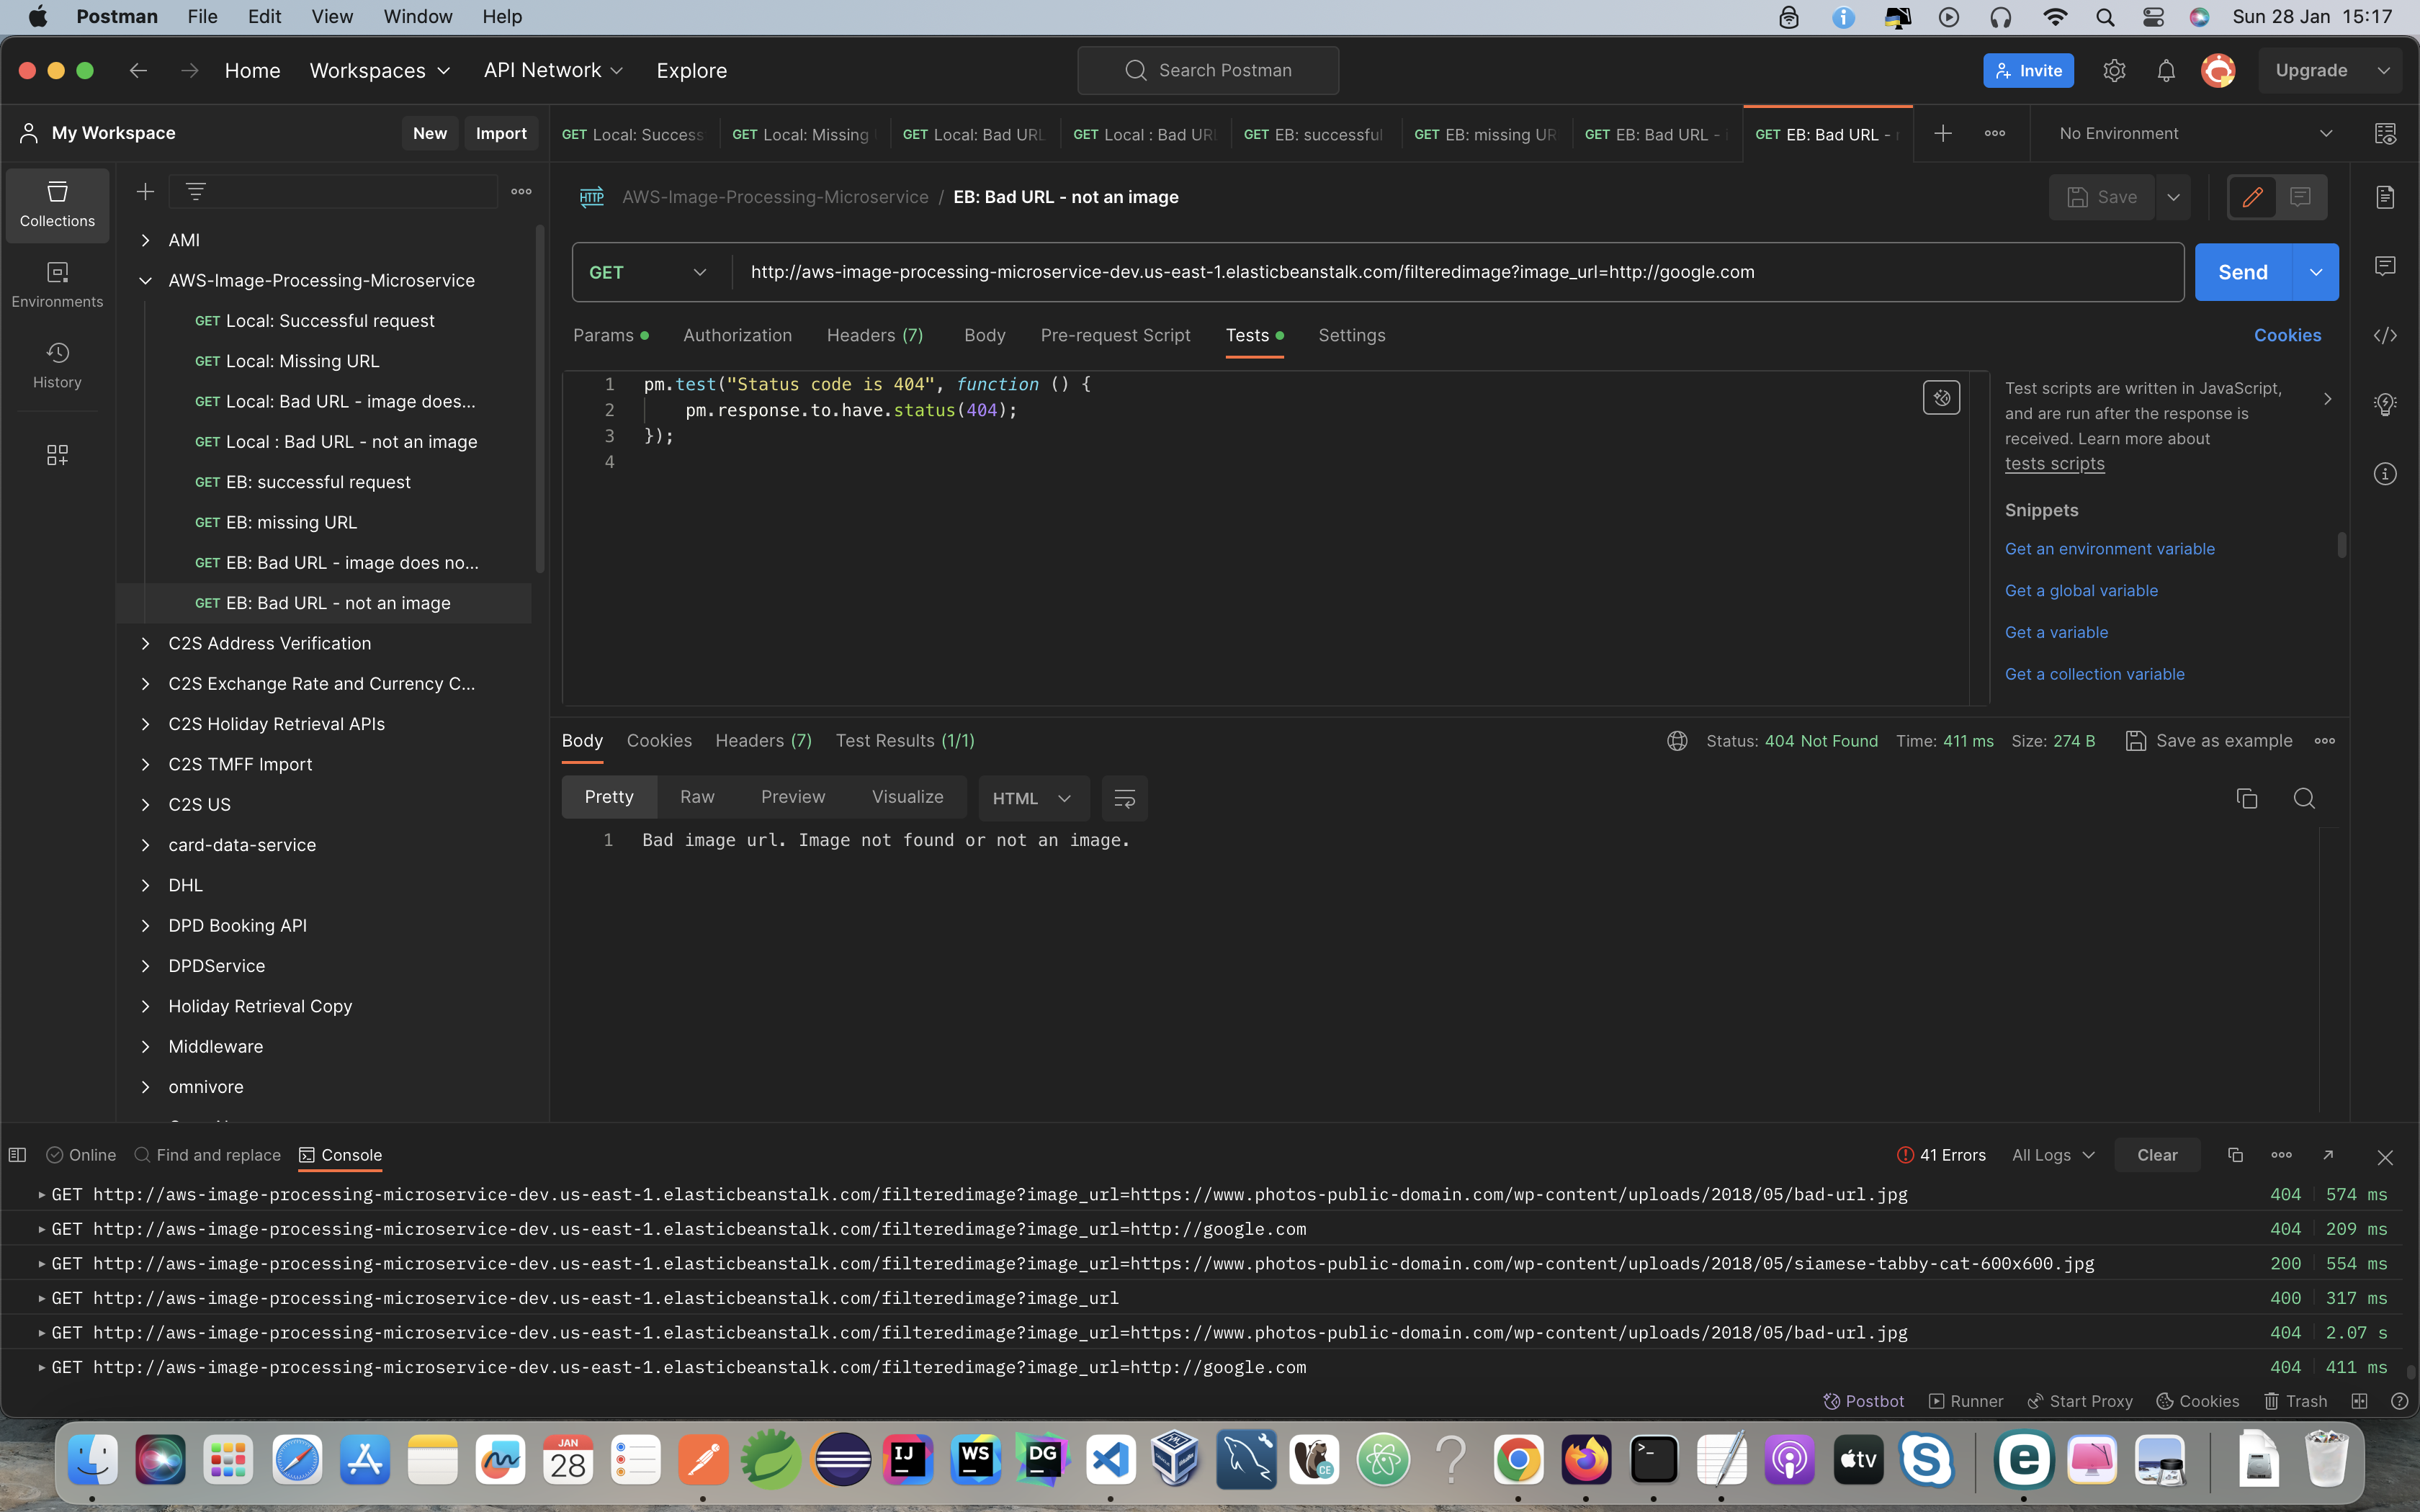 Postman File Edit View Window Help Sun 28 Jan 15:17
Home Workspaces API Network Explore Search Postman Invite Upgrade
My Workspace New Import
GET Local: Success GET Local: Missing GET Local: Bad URL GET Local : Bad UR GET EB: successful GET EB: missing UR GET EB: Bad URL - GET EB: Bad URL - No Environment
Collections
Environments
History
AMI
AWS-Image-Processing-Microservice
GET Local: Successful request
GET Local: Missing URL
GET Local: Bad URL - image does...
GET Local : Bad URL - not an image
GET EB: successful request
GET EB: missing URL
GET EB: Bad URL - image does no...
GET EB: Bad URL - not an image
C2S Address Verification
C2S Exchange Rate and Currency C...
C2S Holiday Retrieval APIs
C2S TMFF Import
C2S US
card-data-service
DHL
DPD Booking API
DPDService
Holiday Retrieval Copy
Middleware
omnivore
HTTP AWS-Image-Processing-Microservice / EB: Bad URL - not an image Save
GET http://aws-image-processing-microservice-dev.us-east-1.elasticbeanstalk.com/filteredimage?image_url=http://google.com Send
Params Authorization Headers (7) Body Pre-request Script Tests Settings Cookies
1 pm.test("Status code is 404", function () {
2 pm.response.to.have.status(404);
3 });
4
Test scripts are written in JavaScript,
and are run after the response is
received. Learn more about
tests scripts
Snippets
Get an environment variable
Get a global variable
Get a variable
Get a collection variable
Body Cookies Headers (7) Test Results (1/1) Status: 404 Not Found Time: 411 ms Size: 274 B Save as example
Pretty Raw Preview Visualize HTML
1 Bad image url. Image not found or not an image.
Online Find and replace Console 41 Errors All Logs Clear
GET http://aws-image-processing-microservice-dev.us-east-1.elasticbeanstalk.com/filteredimage?image_url=https://www.photos-public-domain.com/wp-content/uploads/2018/05/bad-url.jpg 404 574 ms
GET http://aws-image-processing-microservice-dev.us-east-1.elasticbeanstalk.com/filteredimage?image_url=http://google.com 404 209 ms
GET http://aws-image-processing-microservice-dev.us-east-1.elasticbeanstalk.com/filteredimage?image_url=https://www.photos-public-domain.com/wp-content/uploads/2018/05/siamese-tabby-cat-600x600.jpg 200 554 ms
GET http://aws-image-processing-microservice-dev.us-east-1.elasticbeanstalk.com/filteredimage?image_url 400 317 ms
GET http://aws-image-processing-microservice-dev.us-east-1.elasticbeanstalk.com/filteredimage?image_url=https://www.photos-public-domain.com/wp-content/uploads/2018/05/bad-url.jpg 404 2.07 s
GET http://aws-image-processing-microservice-dev.us-east-1.elasticbeanstalk.com/filteredimage?image_url=http://google.com 404 411 ms
Postbot Runner Start Proxy Cookies Trash
JAN 28 IJ WS DG CE tv